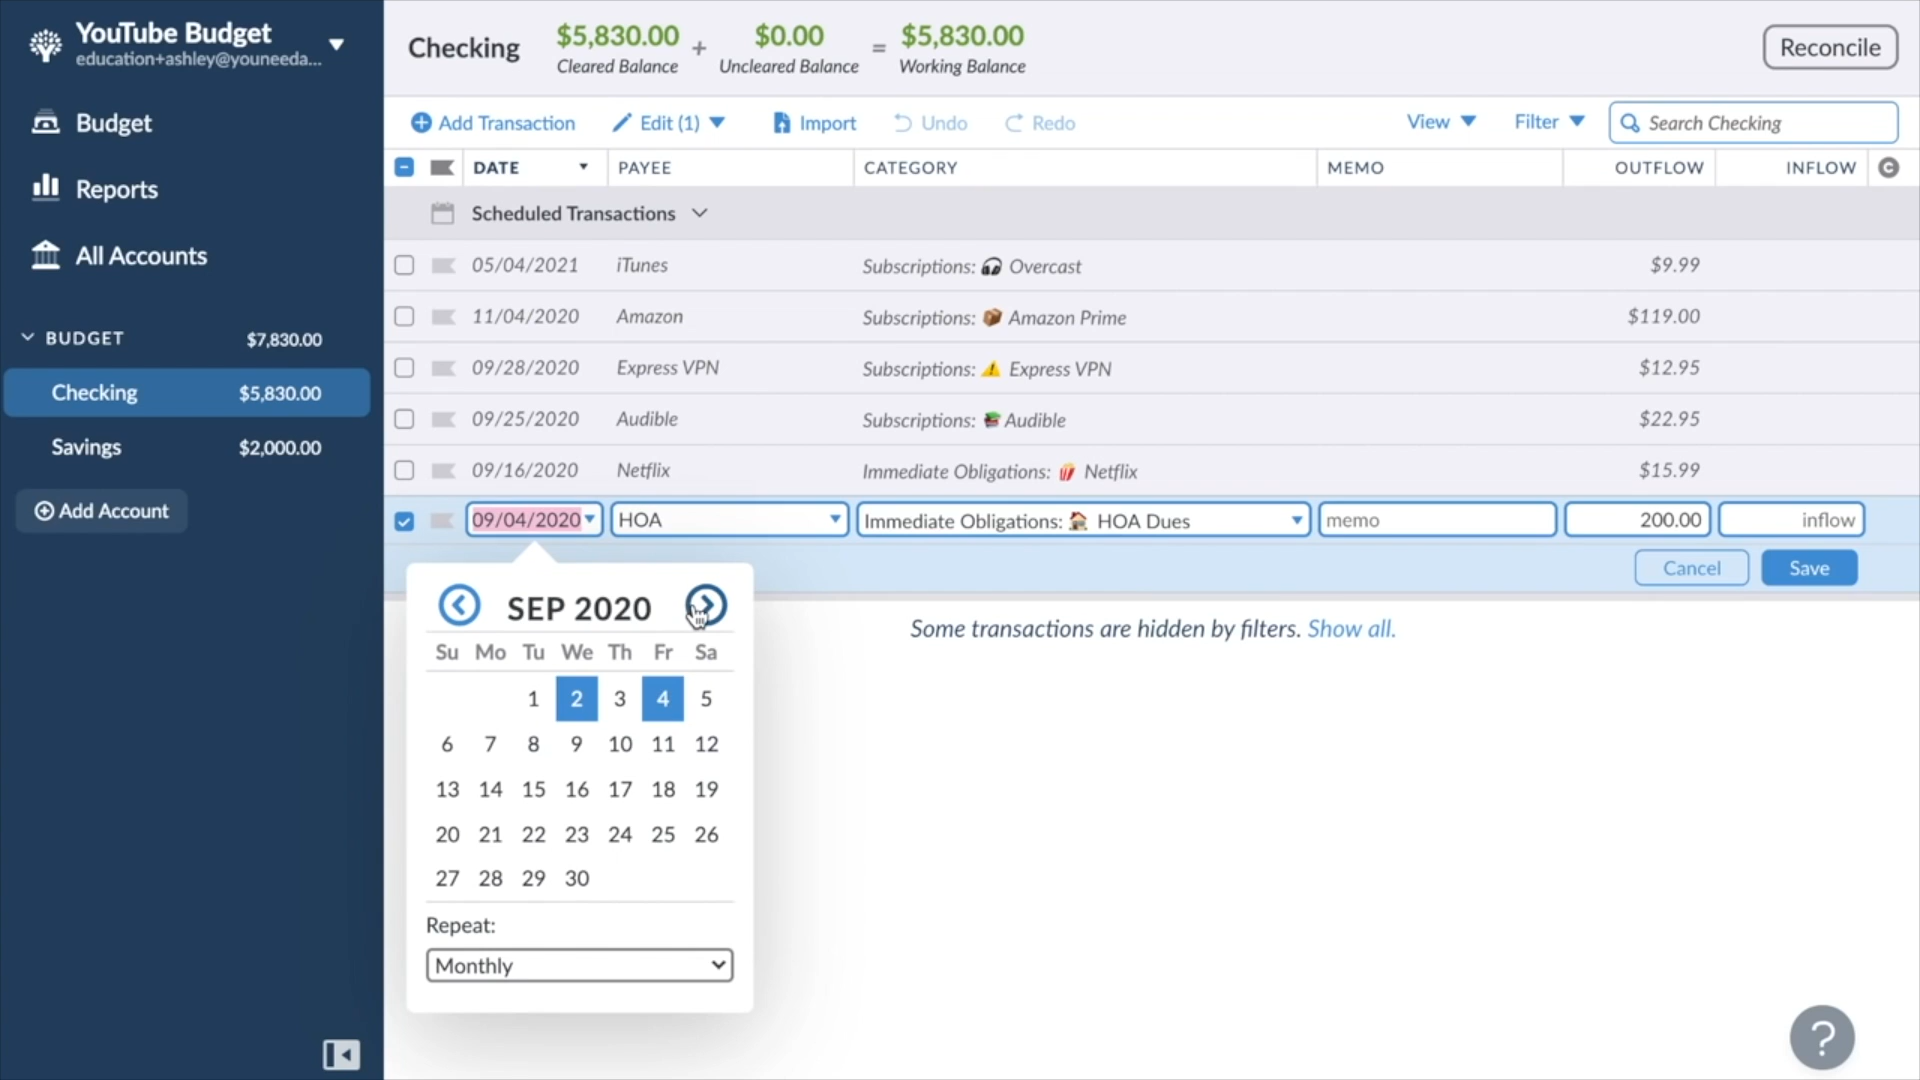 YouTube Budget
education+ashley@youneeda...
Budget
Reports
All Accounts
BUDGET $7,830.00
Checking $5,830.00
Savings $2,000.00
Add Account
Checking $5,830.00 + $0.00 = $5,830.00 Reconcile
Cleared Balance Uncleared Balance Working Balance
Add Transaction Edit (1) Import Undo Redo View Filter Search Checking
DATE PAYEE CATEGORY MEMO OUTFLOW INFLOW C
Scheduled Transactions
05/04/2021 iTunes Subscriptions: 🎧 Overcast $9.99
11/04/2020 Amazon Subscriptions: 📦 Amazon Prime $119.00
09/28/2020 Express VPN Subscriptions: ⚠️ Express VPN $12.95
09/25/2020 Audible Subscriptions: 📚 Audible $22.95
09/16/2020 Netflix Immediate Obligations: 🍿 Netflix $15.99
09/04/2020 HOA Immediate Obligations: 🏠 HOA Dues memo 200.00 inflow
Cancel Save
SEP 2020
Su Mo Tu We Th Fr Sa
1 2 3 4 5
6 7 8 9 10 11 12
13 14 15 16 17 18 19
20 21 22 23 24 25 26
27 28 29 30
Repeat:
Monthly
Some transactions are hidden by filters. Show all.
?